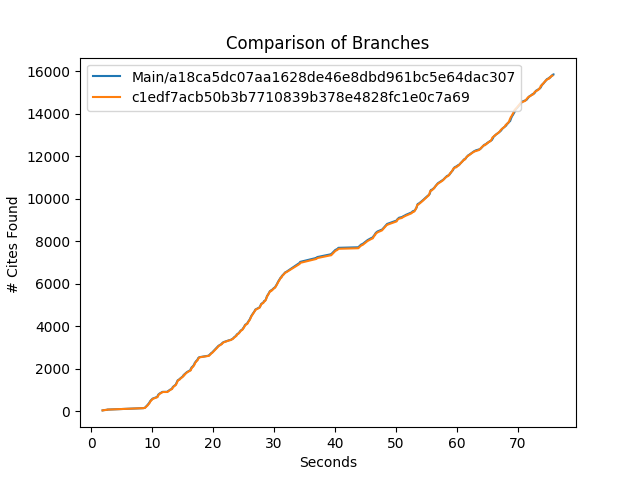 Comparison of Branches
Main/a18ca5dc07aa1628de46e8dbd961bc5e64dac307
c1edf7acb50b3b7710839b378e4828fc1e0c7a69
# Cites Found
16000
14000
12000
10000
8000
6000
4000
2000
0
0 10 20 30 40 50 60 70
Seconds